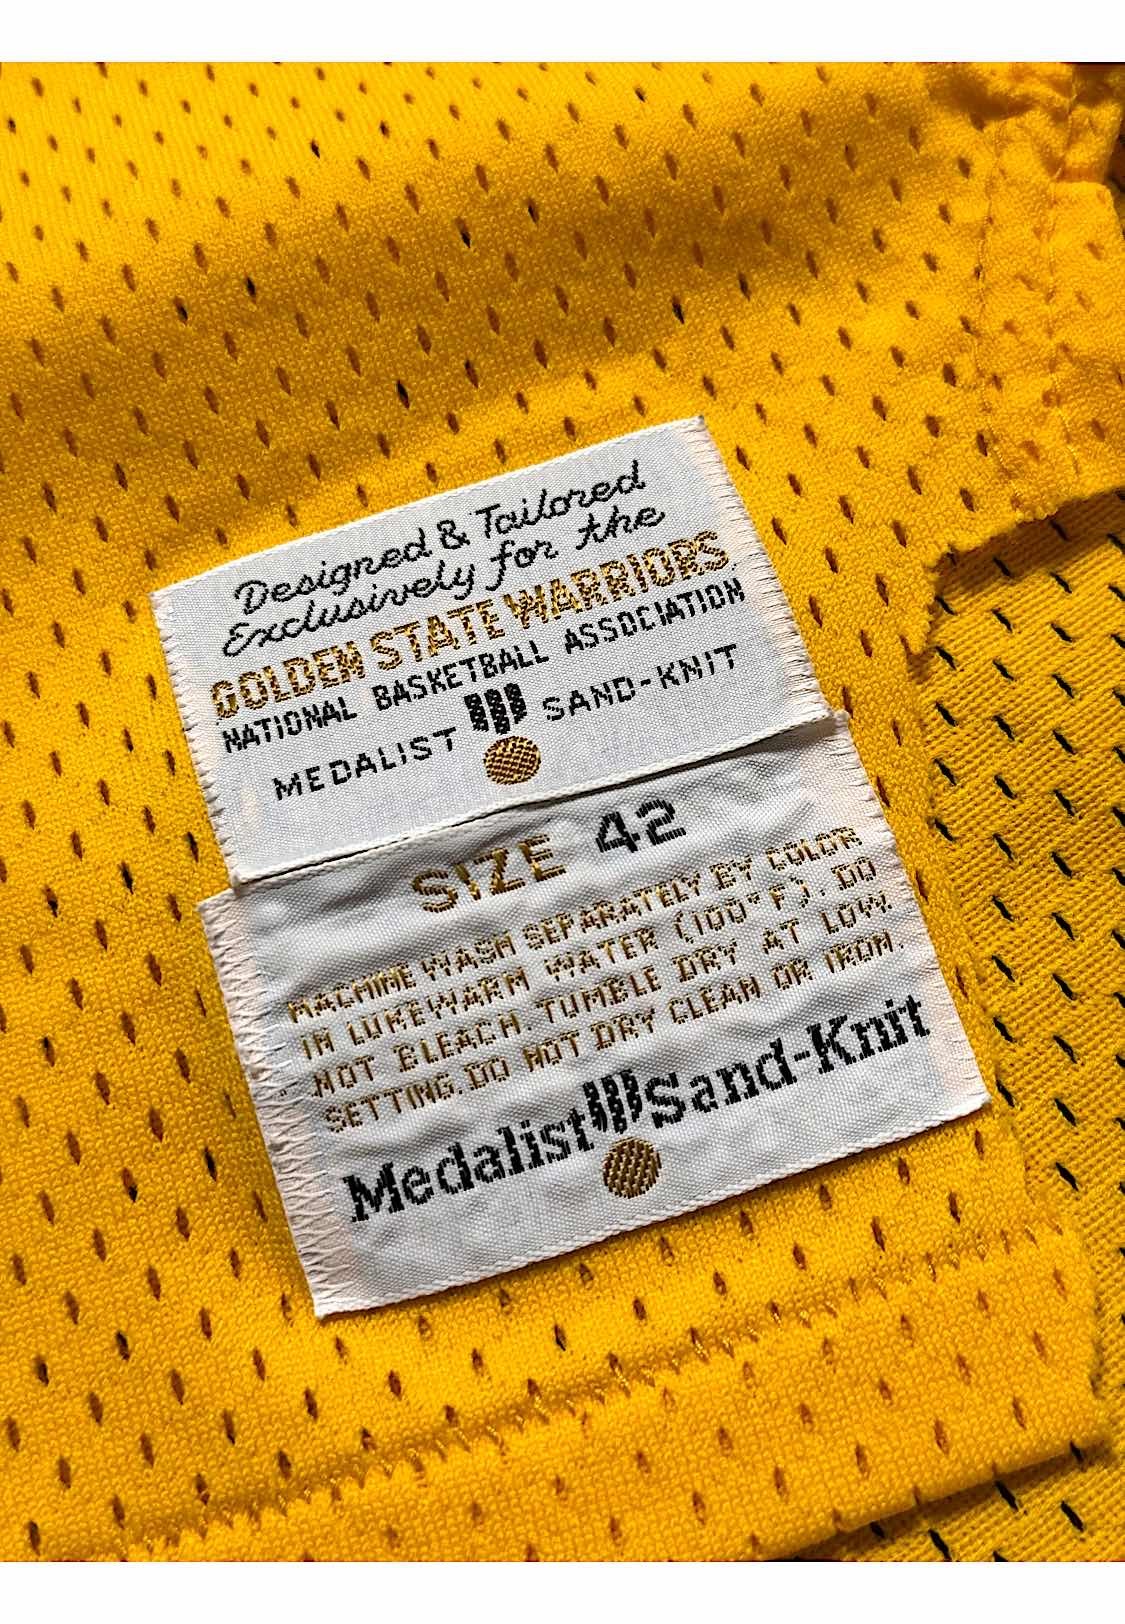 Designed & Tailored
Exclusively for the
GOLDEN STATE WARRIORS
NATIONAL BASKETBALL ASSOCIATION
MEDALIST SAND-KNIT
SIZE 42
MACHINE WASH SEPARATELY BY COLOR
IN LUKEWARM WATER (100° F). DO
NOT BLEACH. TUMBLE DRY AT LOW.
SETTING. DO NOT DRY CLEAN OR IRON.
Medalist Sand-Knit